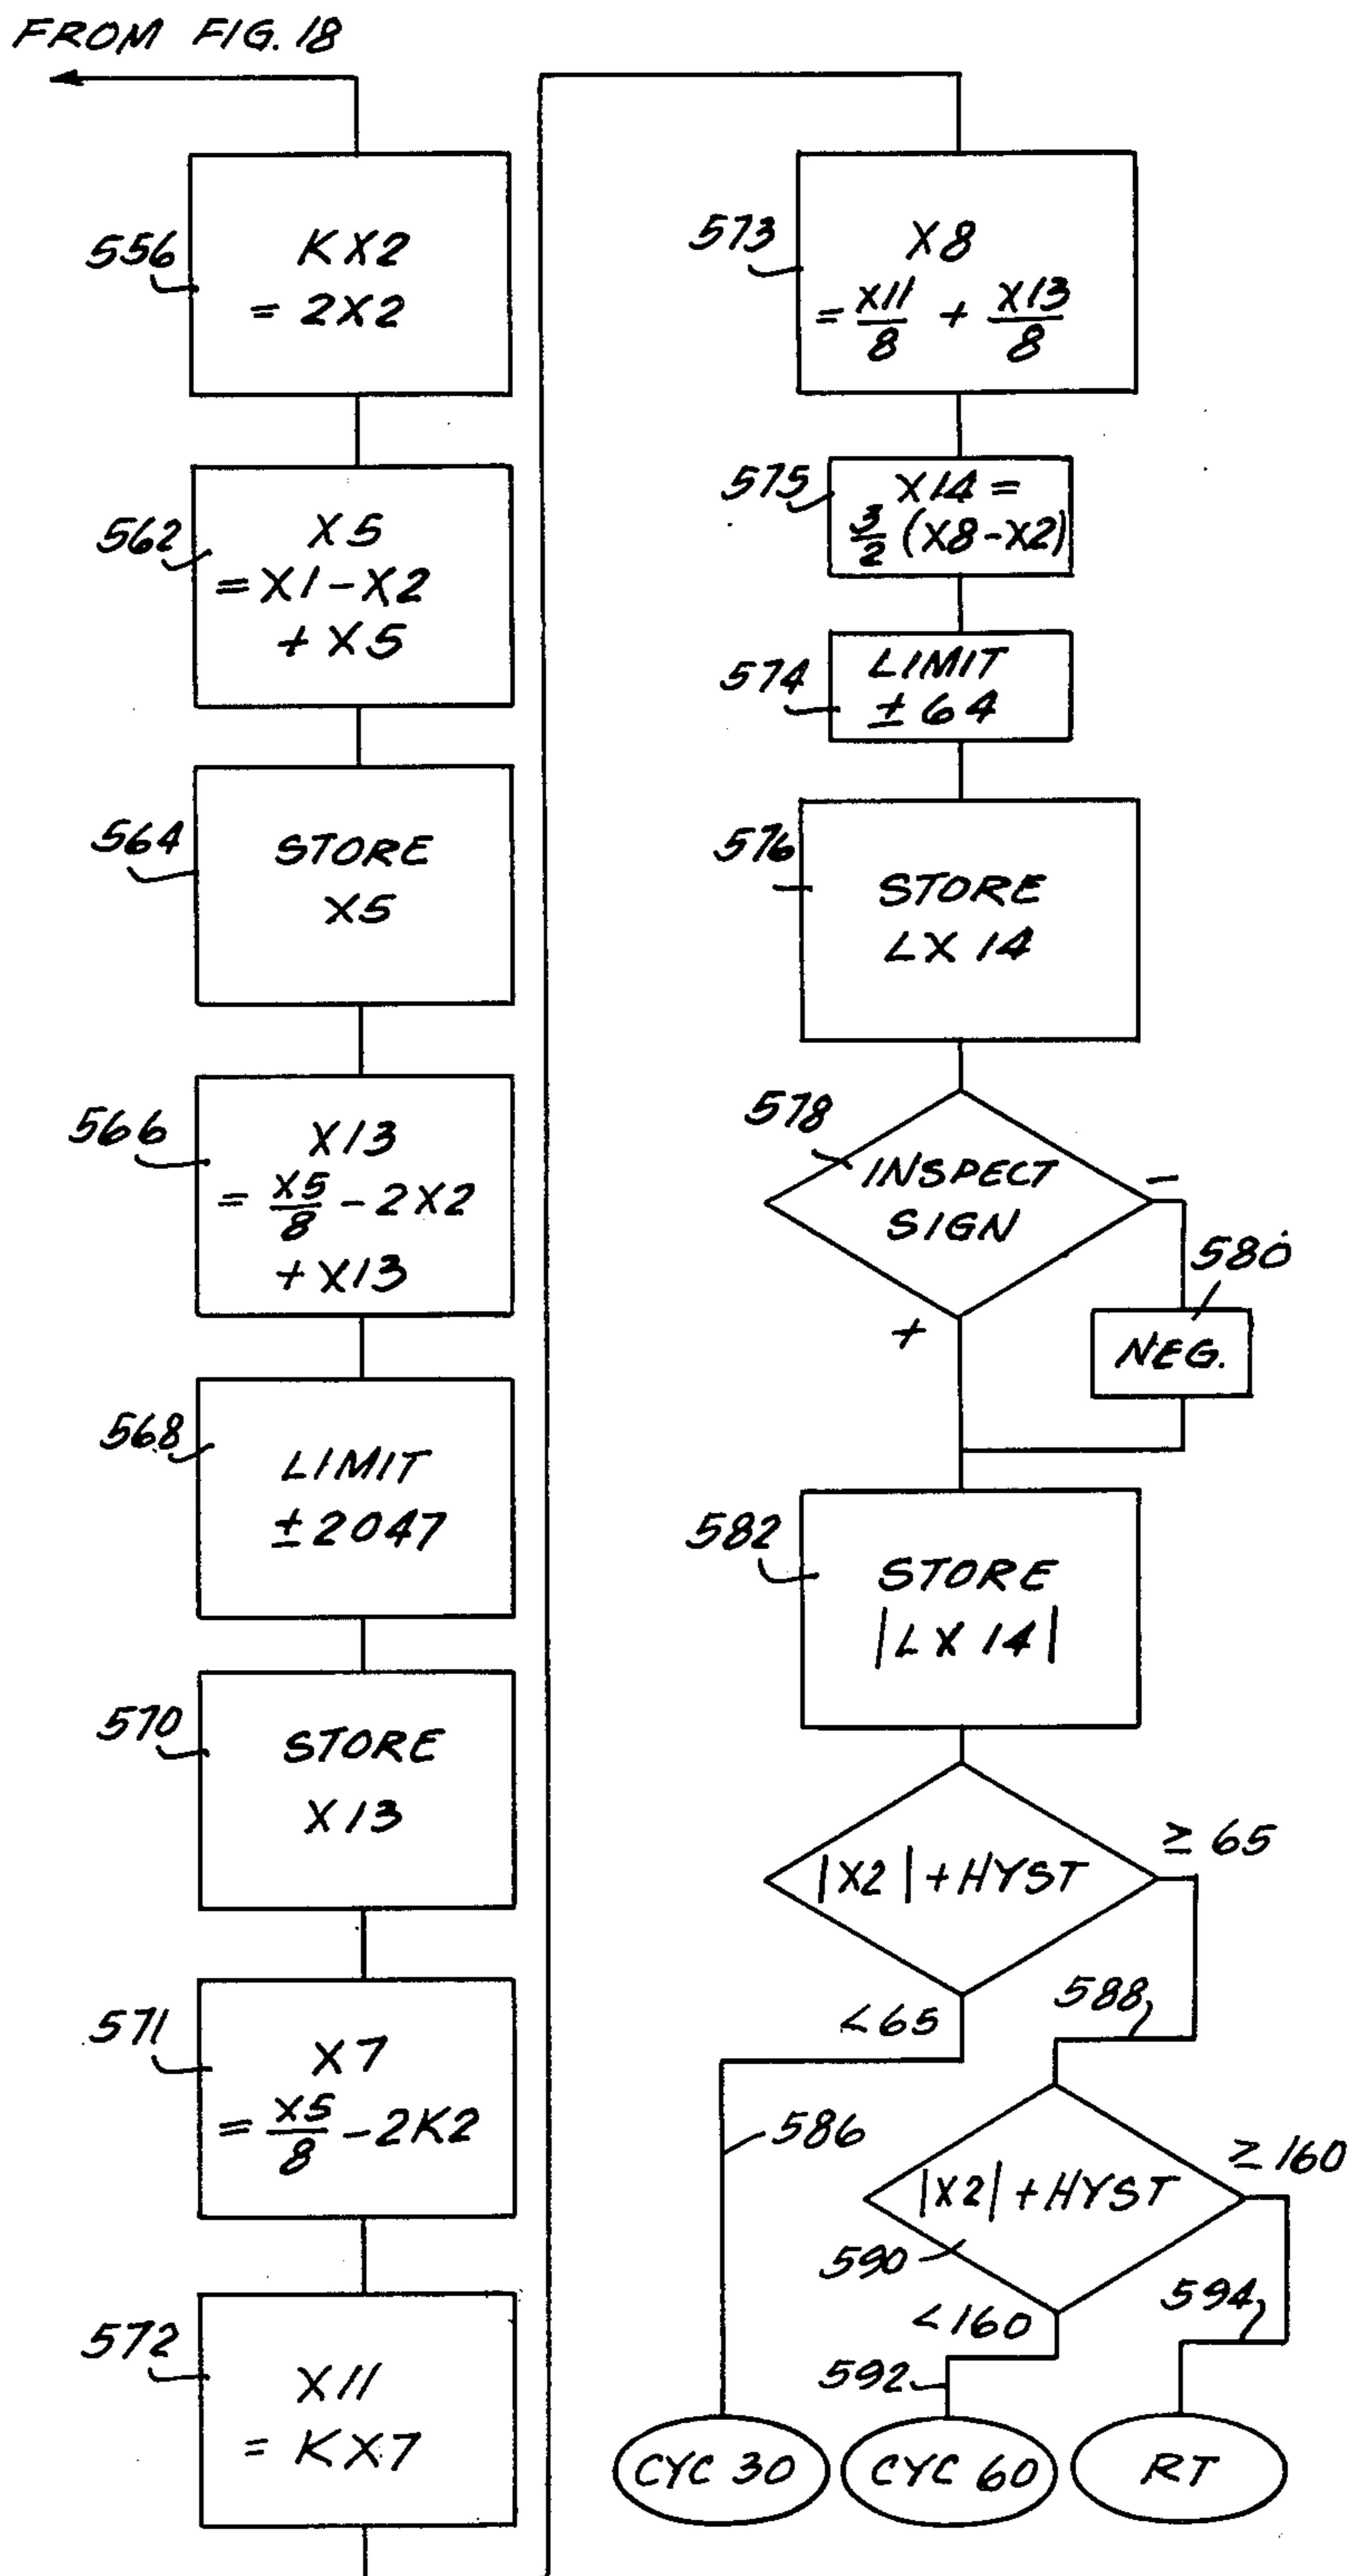 FROM FIG. 18
556
KX2
= 2X2
562
X5
= X1 - X2
+ X5
564
STORE
X5
566
X13
= X5/8 - 2X2
+ X13
568
LIMIT
± 2047
570
STORE
X13
571
X7
= X5/8 - 2K2
572
X11
= KX7
573
X8
= X11/8 + X13/8
575
X14 =
3/2 (X8 - X2)
574
LIMIT
± 64
576
STORE
LX 14
578
INSPECT
SIGN
-
+
580
NEG.
582
STORE
|LX 14|
|X2| + HYST
≥ 65
< 65
588
586
|X2| + HYST
≥ 160
590
< 160
594
592
CYC 30
CYC 60
RT